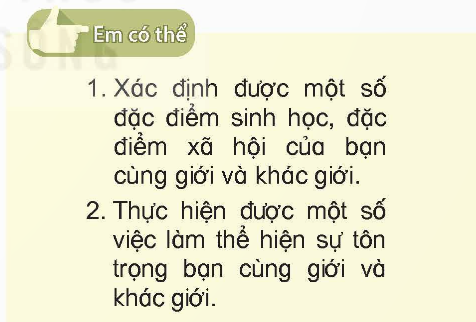 SỐNG
Em có thể
1. Xác định được một số
đặc điểm sinh học, đặc
điểm xã hội của bạn
cùng giới và khác giới.
2. Thực hiện được một số
việc làm thể hiện sự tôn
trọng bạn cùng giới và
khác giới.